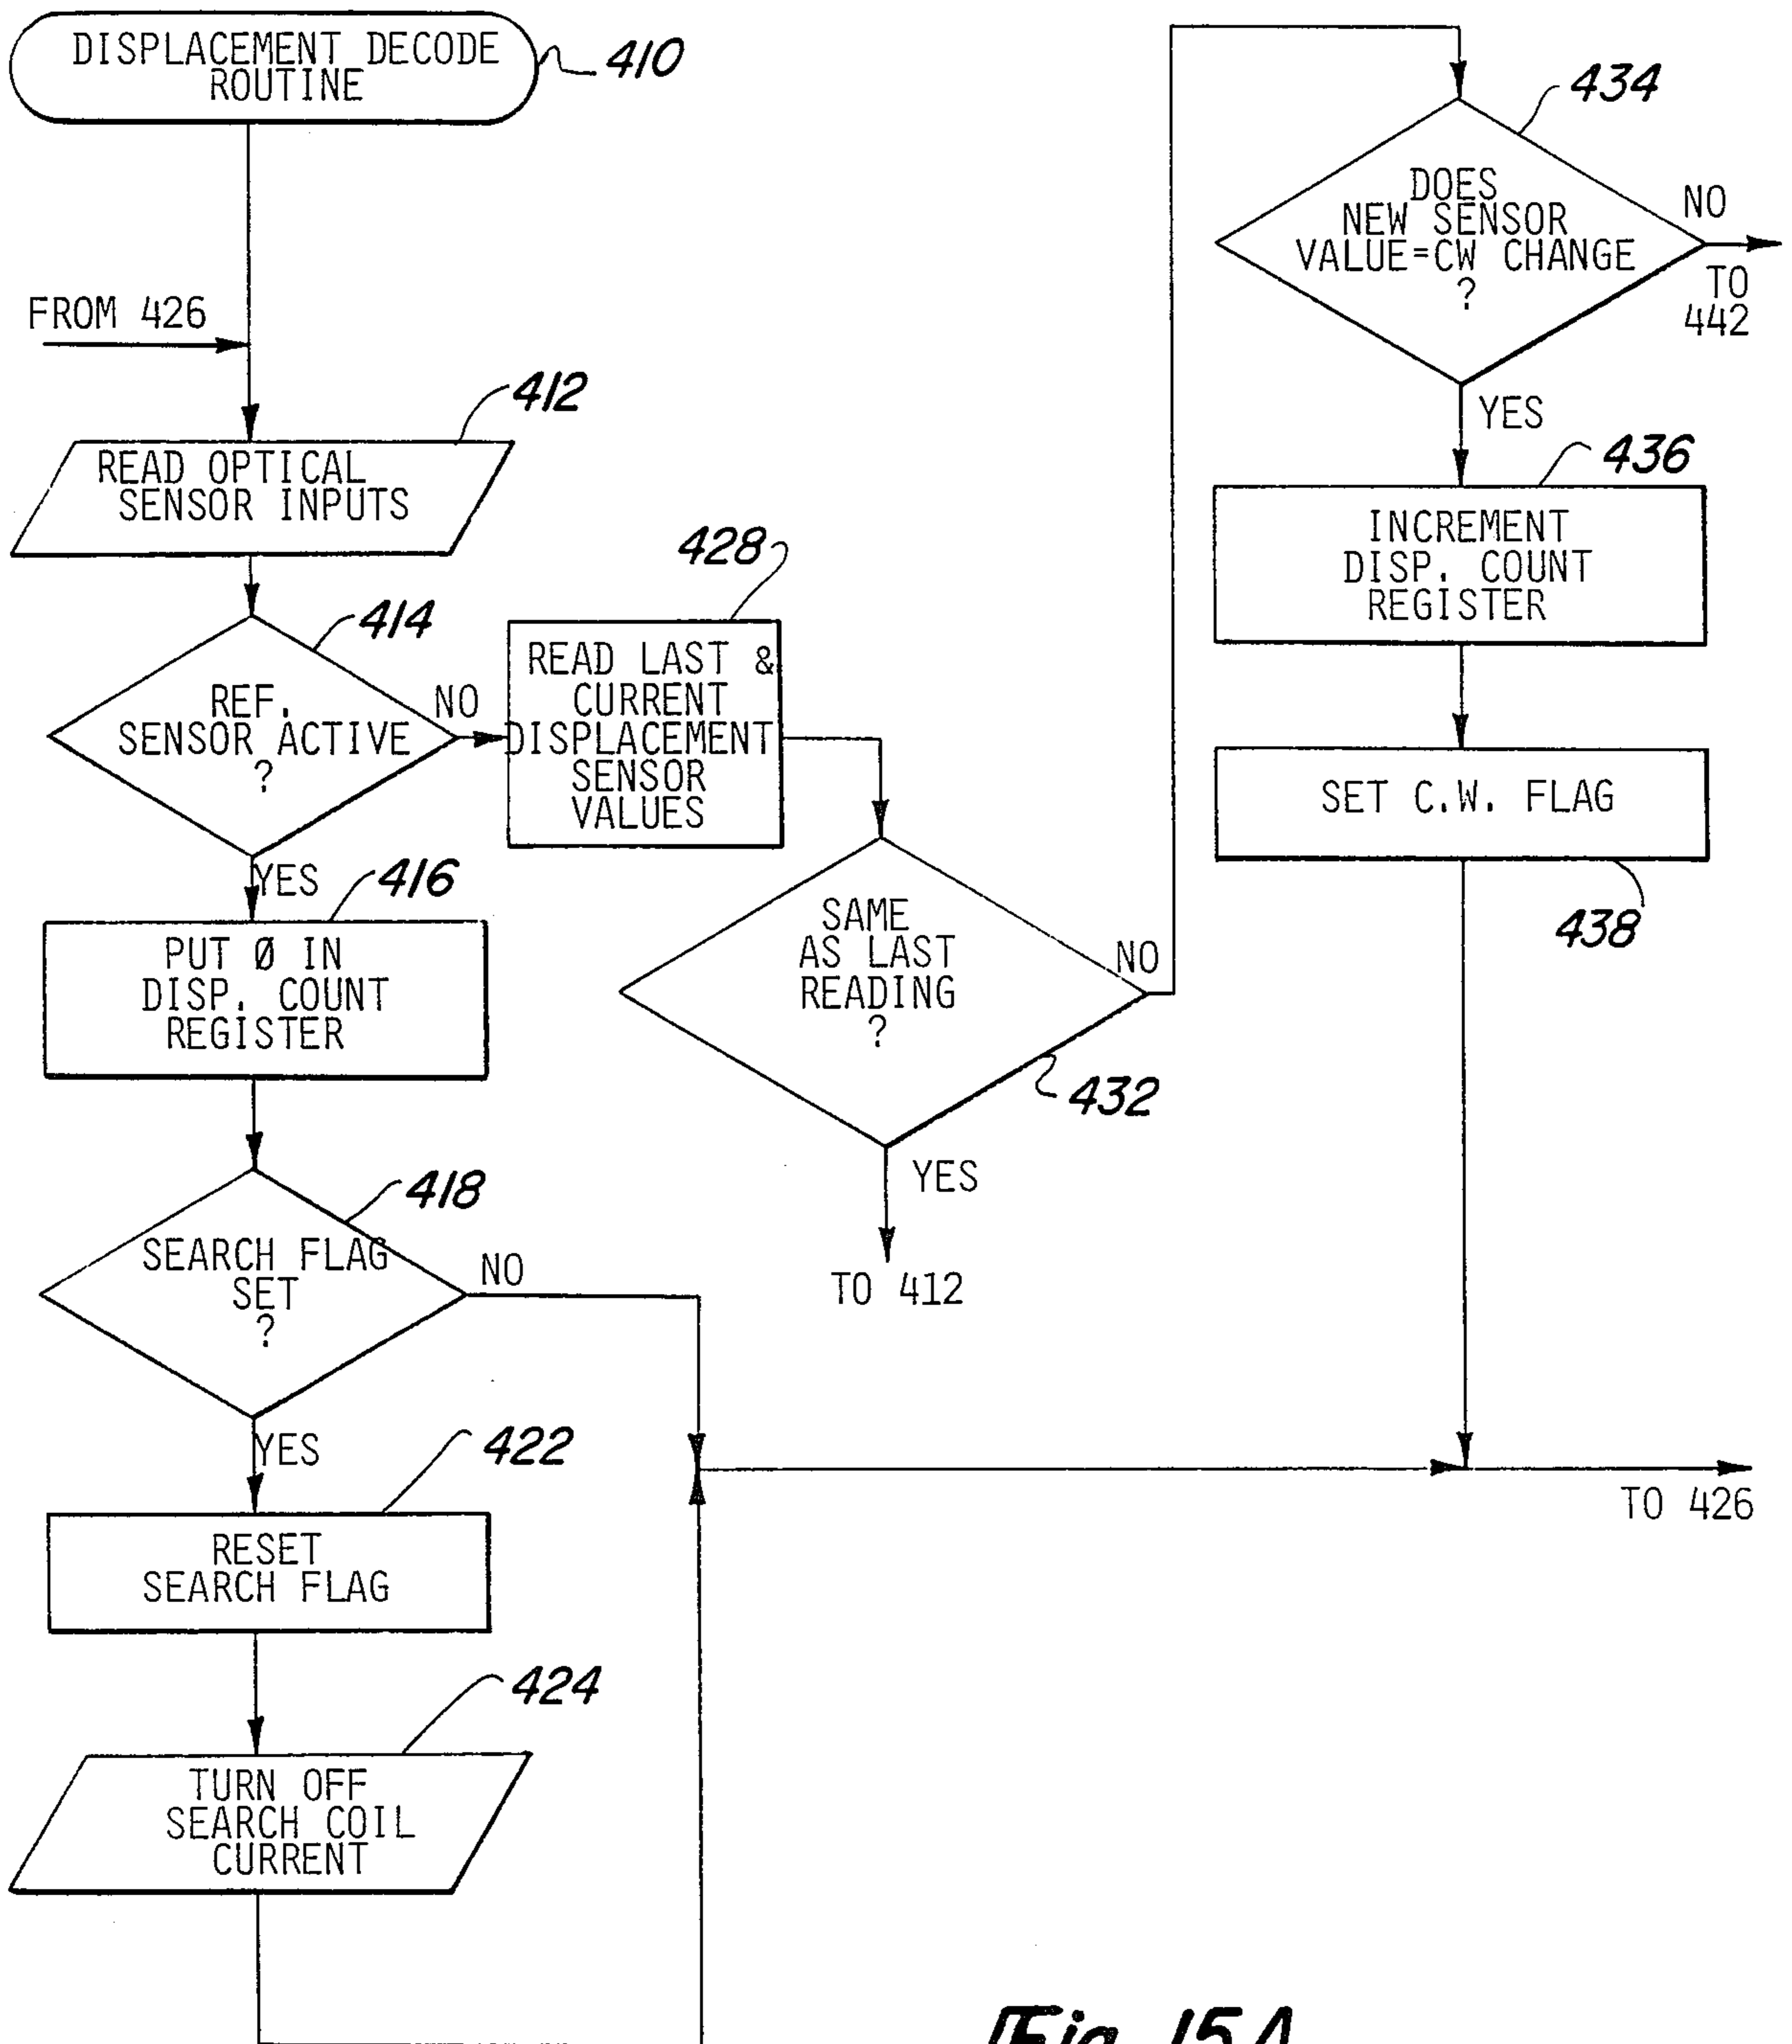 DISPLACEMENT DECODE
ROUTINE
410
FROM 426
412
READ OPTICAL
SENSOR INPUTS
414
REF.
SENSOR ACTIVE
?
NO
YES
416
PUT Ø IN
DISP. COUNT
REGISTER
418
SEARCH FLAG
SET
?
NO
YES
422
RESET
SEARCH FLAG
424
TURN OFF
SEARCH COIL
CURRENT
428
READ LAST &
CURRENT
DISPLACEMENT
SENSOR
VALUES
SAME
AS LAST
READING
?
NO
432
YES
TO 412
434
DOES
NEW SENSOR
VALUE=CW CHANGE
?
NO
TO
442
YES
436
INCREMENT
DISP. COUNT
REGISTER
SET C.W. FLAG
438
TO 426
Fig. 15A